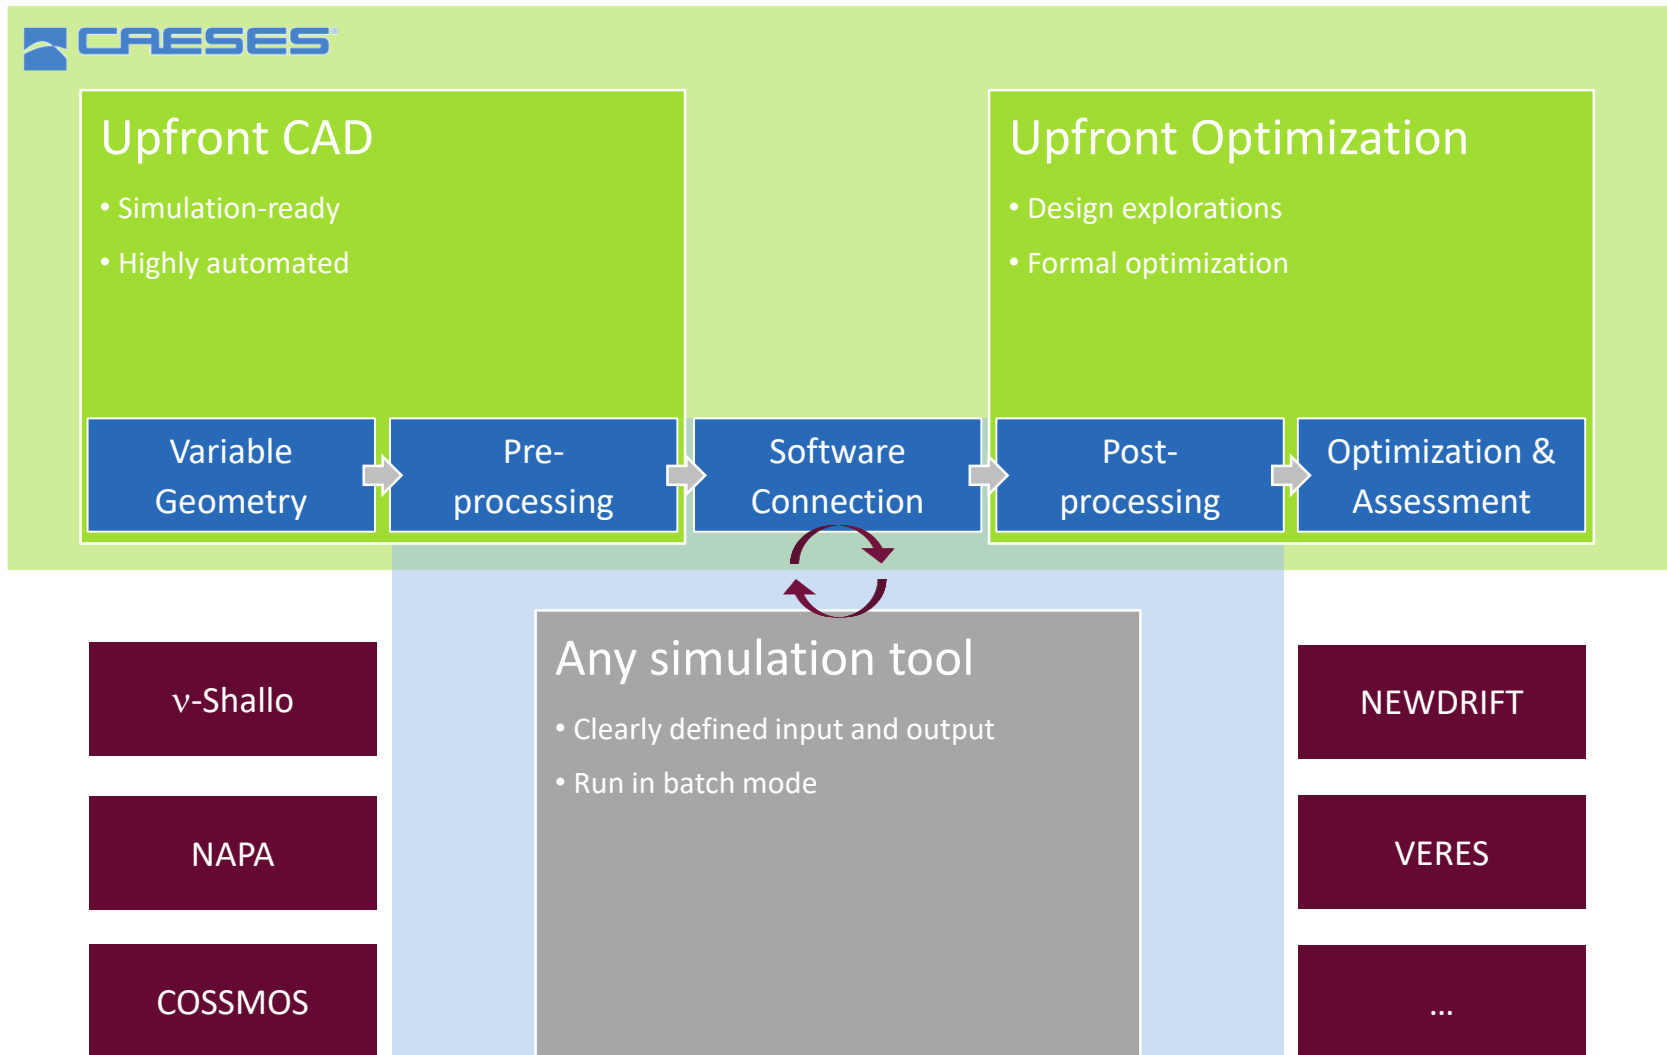 CAESES®
Upfront CAD
• Simulation-ready
• Highly automated
Upfront Optimization
• Design explorations
• Formal optimization
Variable
Geometry
Pre-
processing
Software
Connection
Post-
processing
Optimization &
Assessment
Any simulation tool
• Clearly defined input and output
• Run in batch mode
ν-Shallo
NAPA
COSSMOS
NEWDRIFT
VERES
...